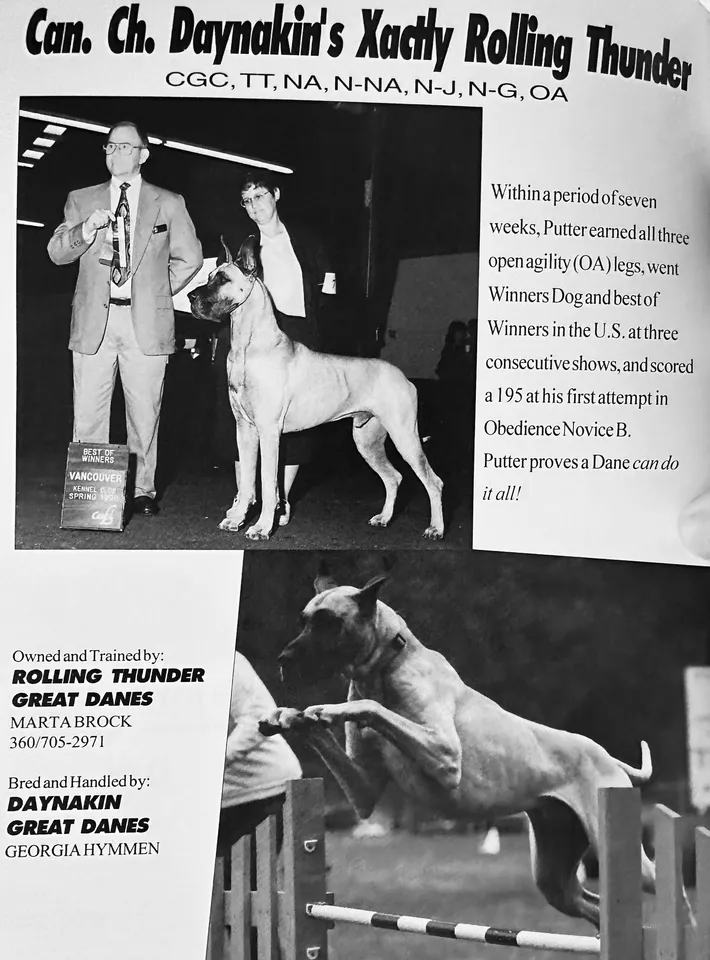 Can. Ch. Daynakin's Xactly Rolling Thunder
CGC, TT, NA, N-NA, N-J, N-G, OA
Within a period of seven
weeks, Putter earned all three
open agility (OA) legs, went
Winners Dog and best of
Winners in the U.S. at three
consecutive shows, and scored
a 195 at his first attempt in
Obedience Novice B.
Putter proves a Dane can do
it all!
BEST OF
WINNERS
VANCOUVER
KENNEL
SPRING
Owned and Trained by:
ROLLING THUNDER
GREAT DANES
MARTA BROCK
360/705-2971
Bred and Handled by:
DAYNAKIN
GREAT DANES
GEORGIA HYMMEN